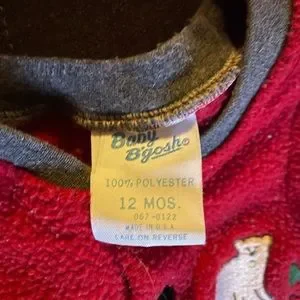 Baby
B'gosh®
100% POLYESTER
12 MOS.
067-0122
MADE IN U.S.A.
CARE ON REVERSE